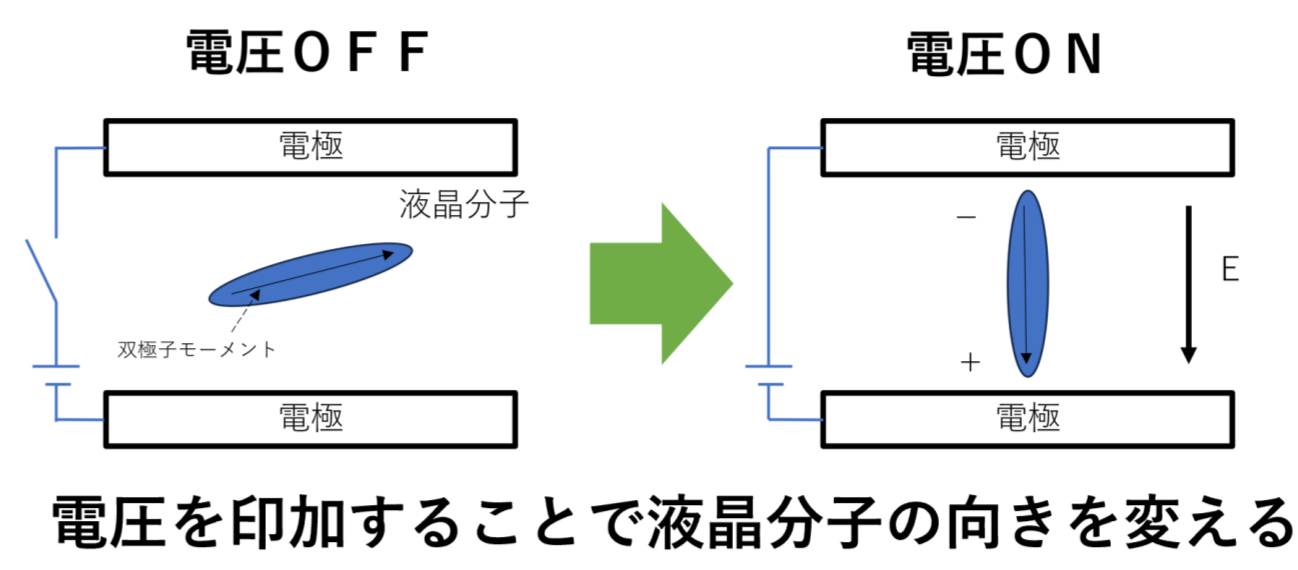 電圧ＯＦＦ
電圧ＯＮ
電極
電極
液晶分子
－
E
双極子モーメント
＋
電極
電極
電圧を印加することで液晶分子の向きを変える